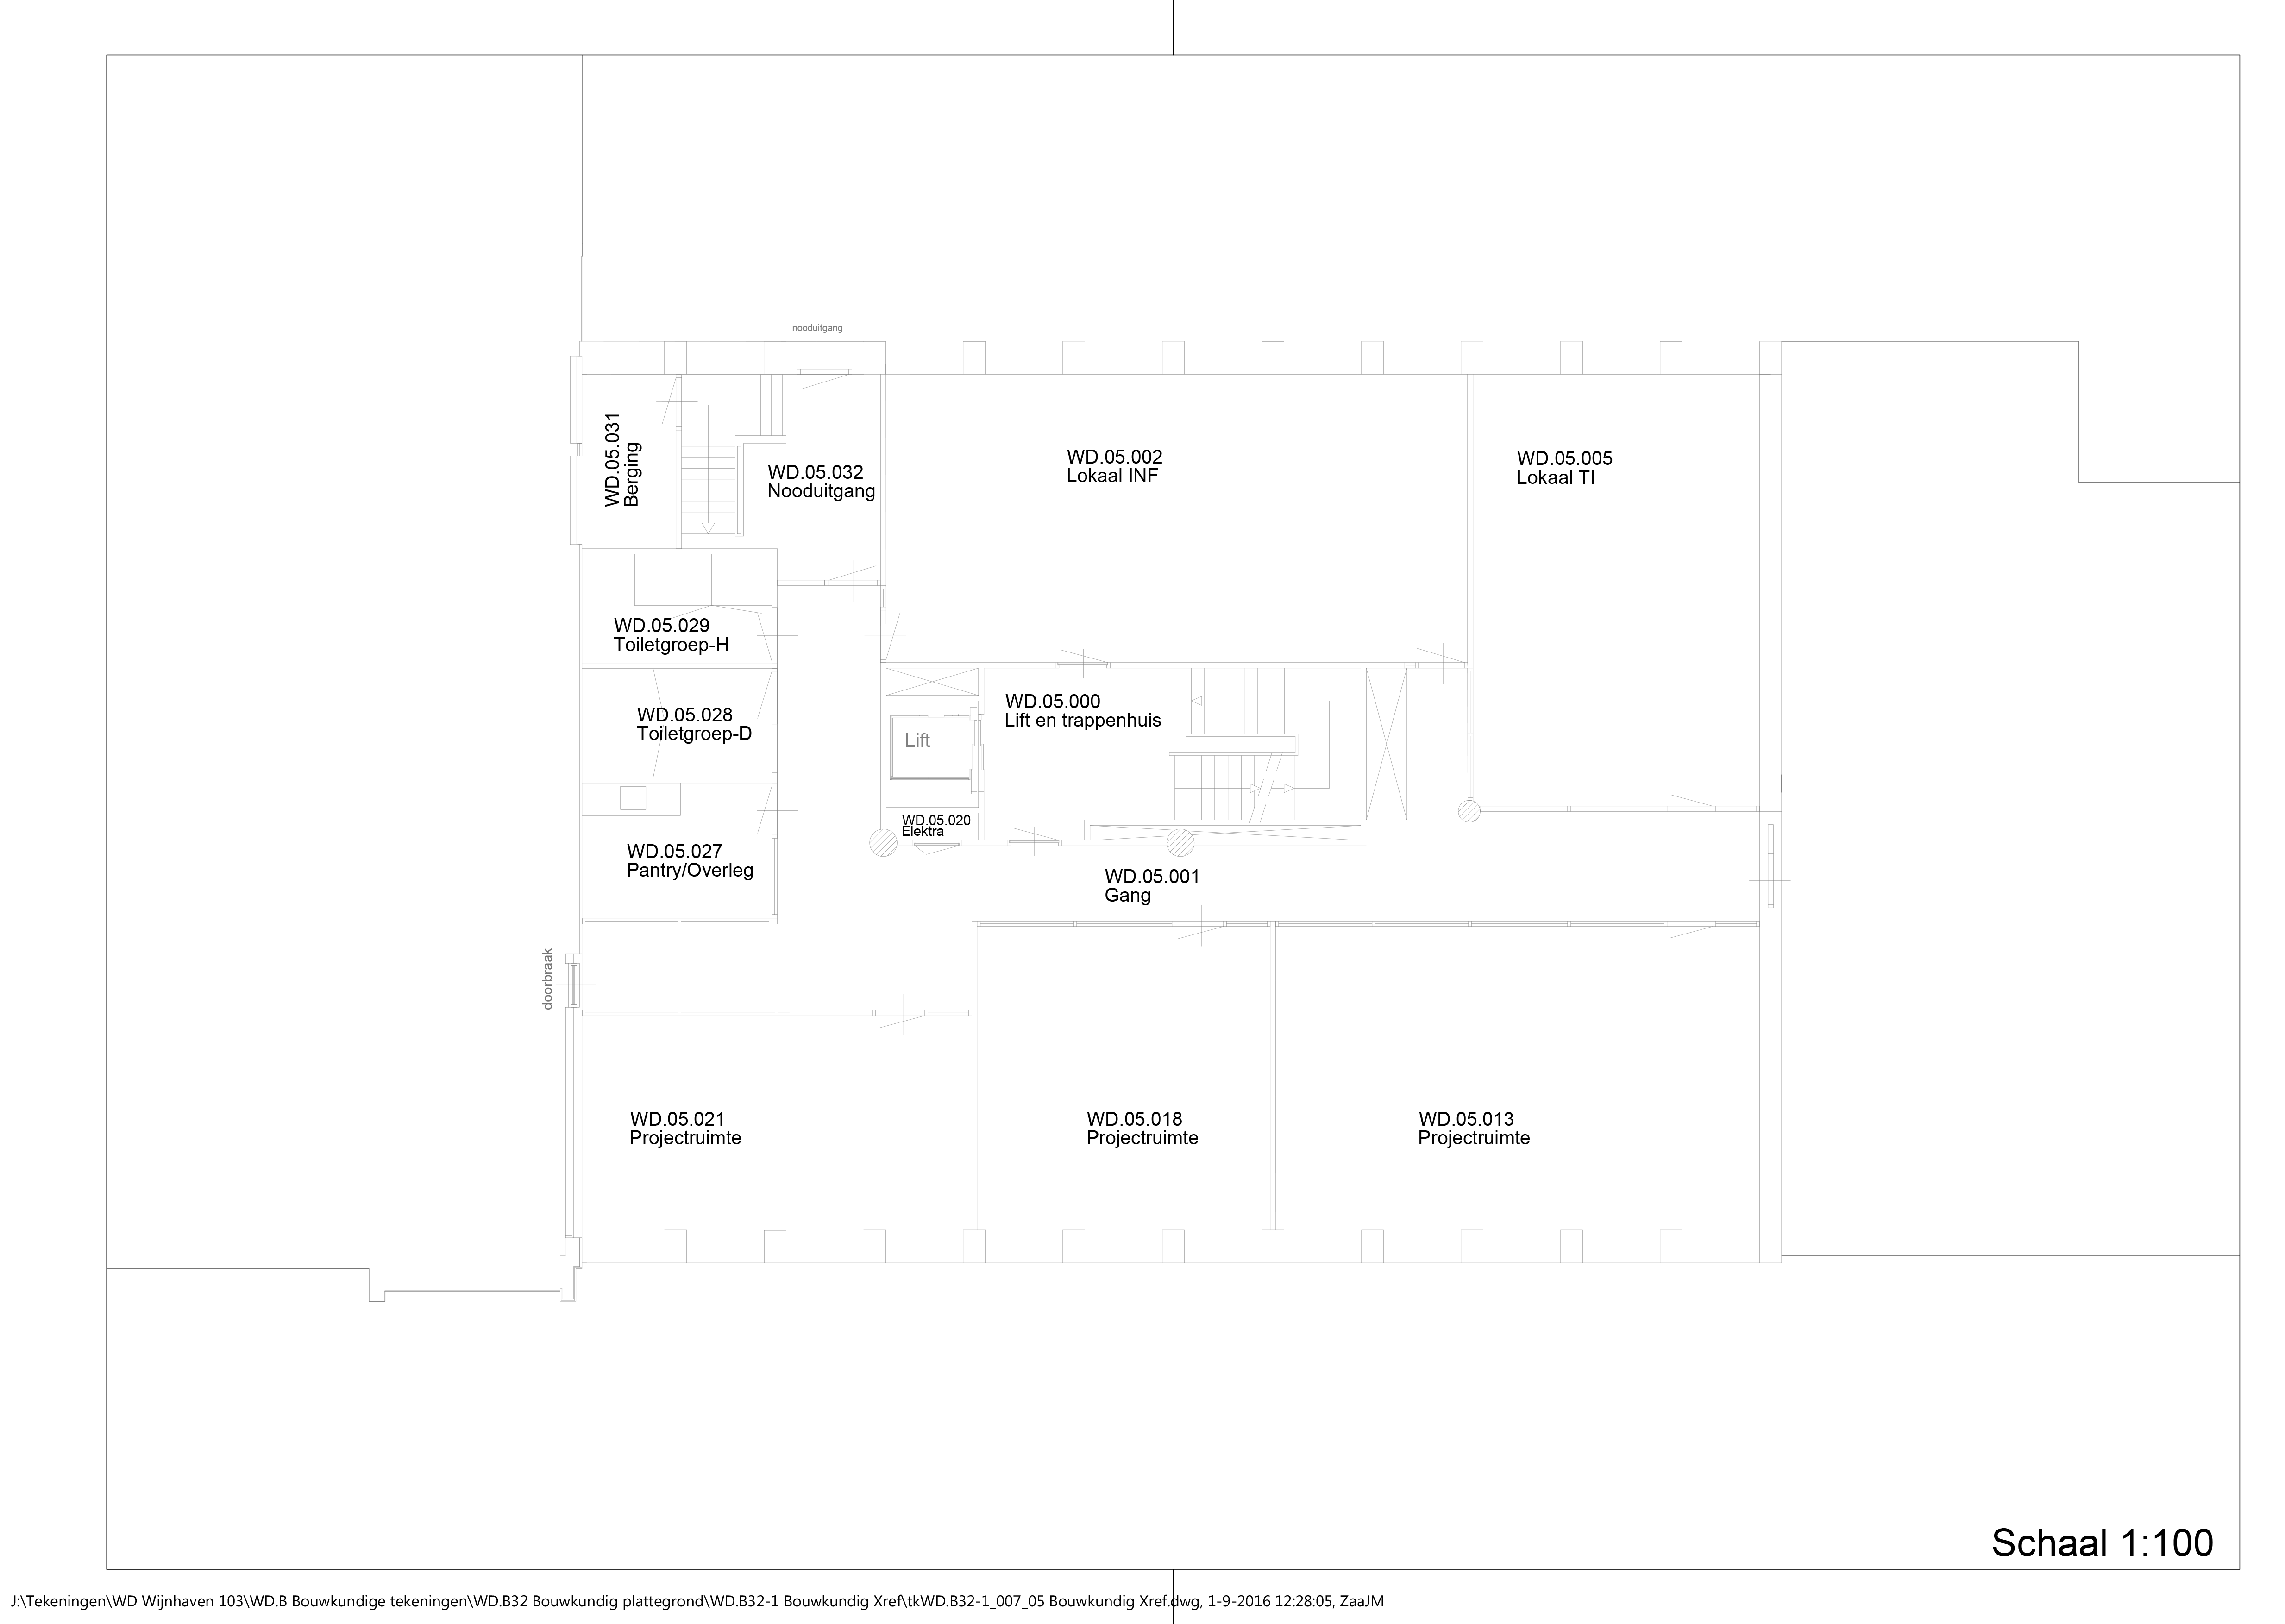 nooduitgang
WD.05.031
Berging
WD.05.032
Nooduitgang
WD.05.002
Lokaal INF
WD.05.005
Lokaal TI
WD.05.029
Toiletgroep-H
WD.05.028
Toiletgroep-D
Lift
WD.05.000
Lift en trappenhuis
WD.05.020
Elektra
WD.05.027
Pantry/Overleg
WD.05.001
Gang
doorbraak
WD.05.021
Projectruimte
WD.05.018
Projectruimte
WD.05.013
Projectruimte
Schaal 1:100
J:\Tekeningen\WD Wijnhaven 103\WD.B Bouwkundige tekeningen\WD.B32 Bouwkundig plattegrond\WD.B32-1 Bouwkundig Xref\tkWD.B32-1_007_05 Bouwkundig Xref.dwg, 1-9-2016 12:28:05, ZaaJM